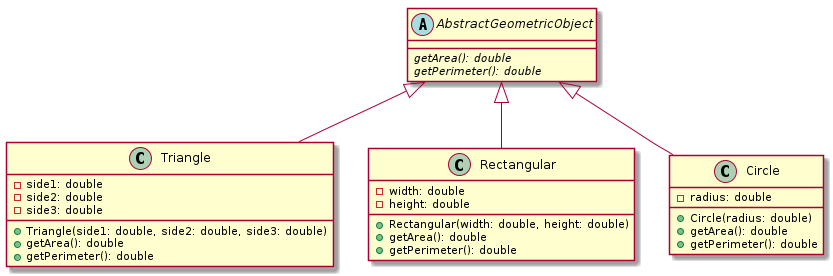 A AbstractGeometricObject
getArea(): double
getPerimeter(): double
C Triangle
side1: double
side2: double
side3: double
Triangle(side1: double, side2: double, side3: double)
getArea(): double
getPerimeter(): double
C Rectangular
width: double
height: double
Rectangular(width: double, height: double)
getArea(): double
getPerimeter(): double
C Circle
radius: double
Circle(radius: double)
getArea(): double
getPerimeter(): double